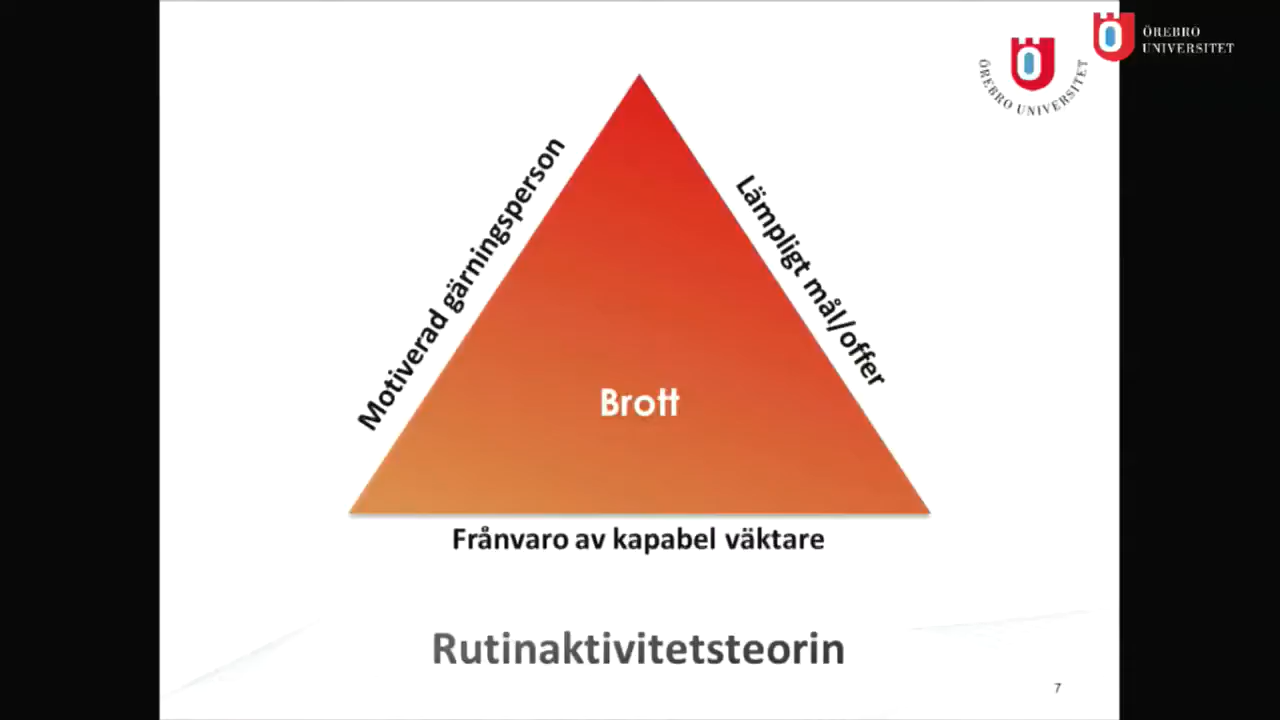 ÖREBRO
UNIVERSITET
ÖREBRO UNIVERSITET
Motiverad gärningsperson
Lämpligt mål/offer
Brott
Frånvaro av kapabel väktare
Rutinaktivitetsteorin
7